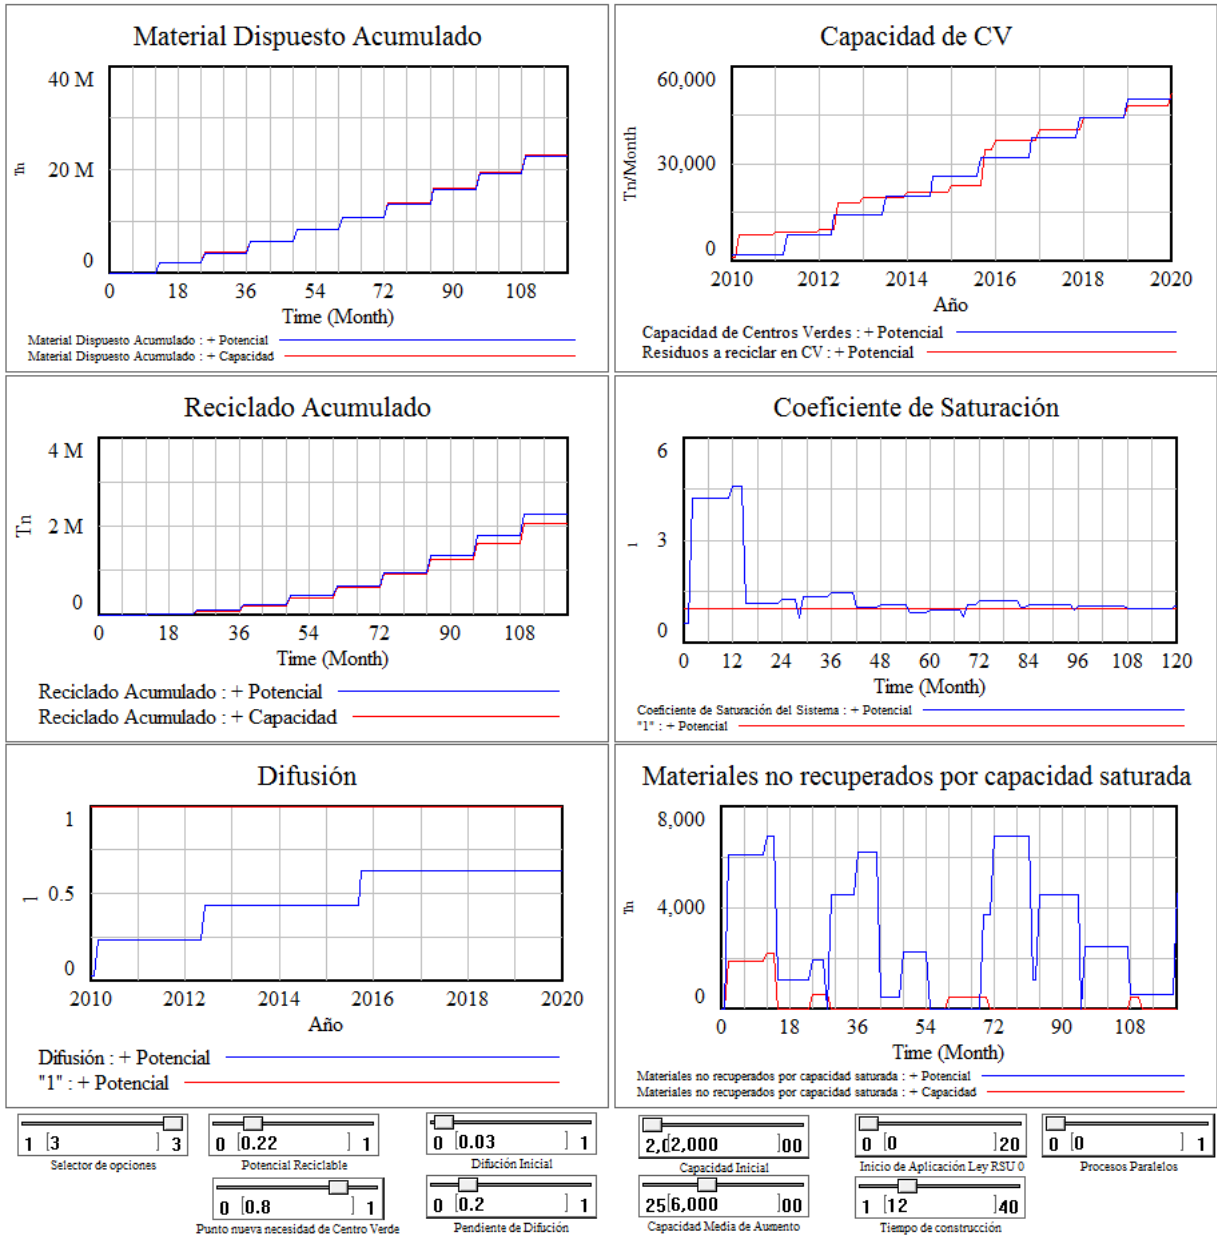 Material Dispuesto Acumulado
40 M
20 M
0
Tn
0 18 36 54 72 90 108
Time (Month)
Material Dispuesto Acumulado : + Potencial
Material Dispuesto Acumulado : + Capacidad
Capacidad de CV
60,000
30,000
0
Tn/Month
2010 2012 2014 2016 2018 2020
Año
Capacidad de Centros Verdes : + Potencial
Residuos a reciclar en CV : + Potencial
Reciclado Acumulado
4 M
2 M
0
Tn
0 18 36 54 72 90 108
Time (Month)
Reciclado Acumulado : + Potencial
Reciclado Acumulado : + Capacidad
Coeficiente de Saturación
6
3
0
1
0 12 24 36 48 60 72 84 96 108 120
Time (Month)
Coeficiente de Saturación del Sistema : + Potencial
"1" : + Potencial
Difusión
1
0.5
0
1
2010 2012 2014 2016 2018 2020
Año
Difusión : + Potencial
"1" : + Potencial
Materiales no recuperados por capacidad saturada
8,000
4,000
0
Tn
0 18 36 54 72 90 108
Time (Month)
Materiales no recuperados por capacidad saturada : + Potencial
Materiales no recuperados por capacidad saturada : + Capacidad
1 [3 ] 3
Selector de opciones
0 [0.22 ] 1
Potencial Reciclable
0 [0.03 ] 1
Difución Inicial
2,0[2,000 ]00
Capacidad Inicial
0 [0 ]20
Inicio de Aplicación Ley RSU 0
0 [0 ] 1
Procesos Paralelos
0 [0.8 ] 1
Punto nueva necesidad de Centro Verde
0 [0.2 ] 1
Pendiente de Difución
25[6,000 ]00
Capacidad Media de Aumento
1 [12 ]40
Tiempo de construcción